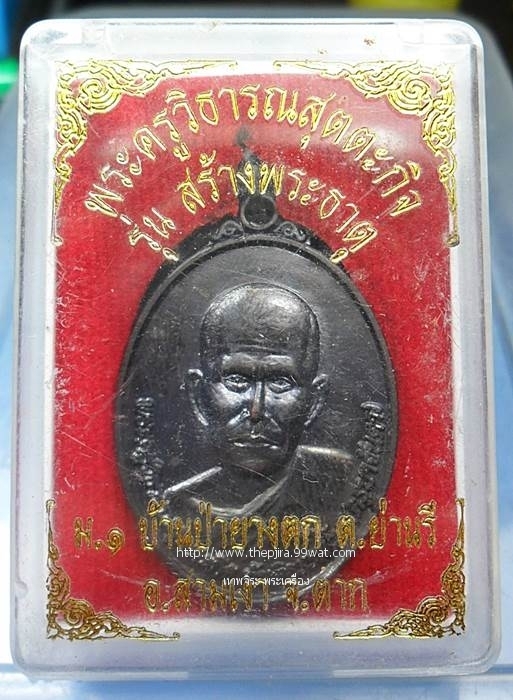 พระครูวิธารณสุตตะกิจ
รุ่น สร้างพระธาตุ
ม.๑ บ้านป่ายางตก ต.ย่านรี
http://www.thepjira.99wat.com
เทพจิระพระเครื่อง
อ.สามเงา จ.ตาก